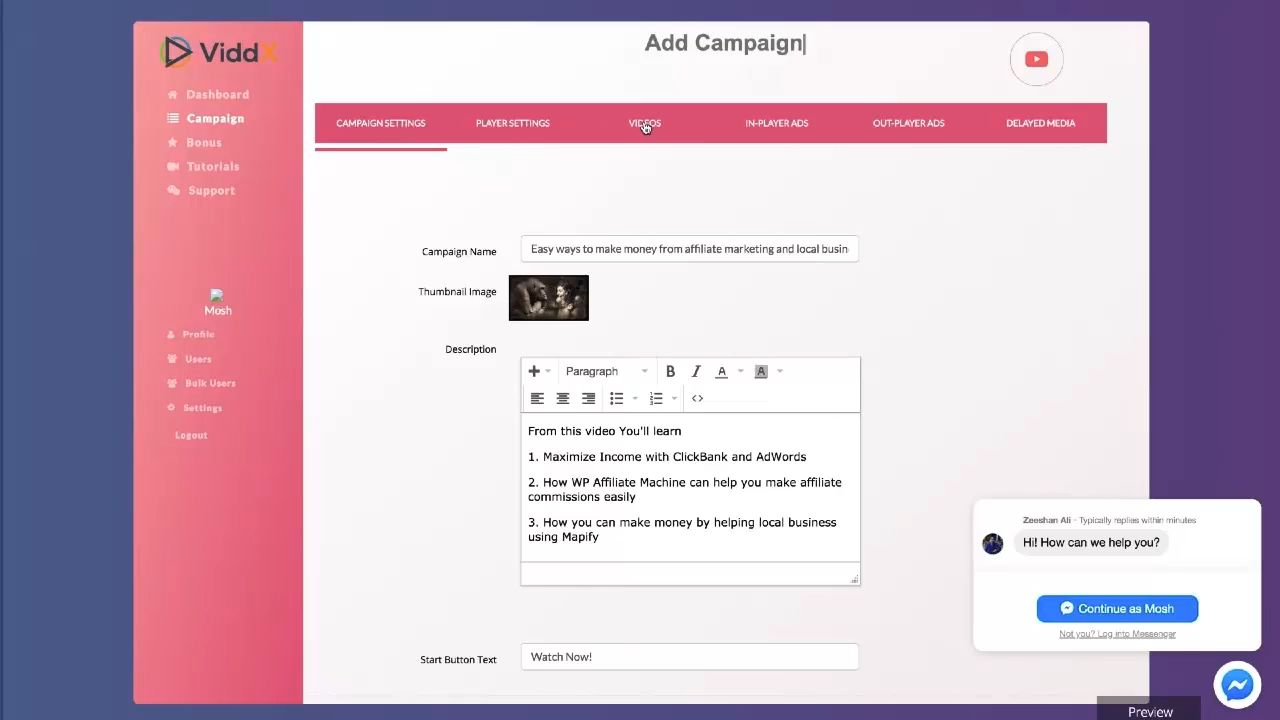 ViddX
Add Campaign
Dashboard
Campaign
Bonus
Tutorials
Support
Mosh
Profile
Users
Bulk Users
Settings
Logout
CAMPAIGN SETTINGS
PLAYER SETTINGS
VIDEOS
IN-PLAYER ADS
OUT-PLAYER ADS
DELAYED MEDIA
Campaign Name
Easy ways to make money from affiliate marketing and local busin
Thumbnail Image
Description
Paragraph
B
I
A
A
From this video You'll learn
1. Maximize Income with ClickBank and AdWords
2. How WP Affiliate Machine can help you make affiliate
commissions easily
3. How you can make money by helping local business
using Mapify
Start Button Text
Watch Now!
Zeeshan Ali - Typically replies within minutes
Hi! How can we help you?
Continue as Mosh
Not you? Log into Messenger
Preview